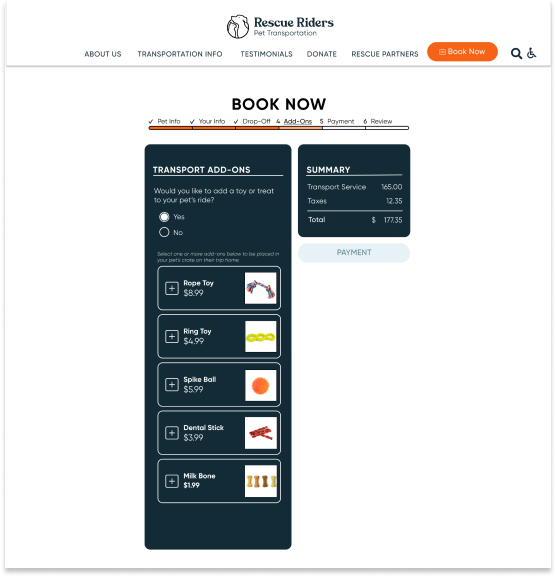 Rescue Riders
Pet Transportation
ABOUT US TRANSPORTATION INFO TESTIMONIALS DONATE RESCUE PARTNERS Book Now
BOOK NOW
✓ Pet Info ✓ Your Info ✓ Drop-Off 4 Add-Ons 5 Payment 6 Review
TRANSPORT ADD-ONS
Would you like to add a toy or treat
to your pet's ride?
Yes
No
Select one or more add-ons below to be placed in
your pet's crate on their trip home
Rope Toy
$8.99
Ring Toy
$4.99
Spike Ball
$5.99
Dental Stick
$3.99
Milk Bone
$1.99
SUMMARY
Transport Service 165.00
Taxes 12.35
Total $ 177.35
PAYMENT